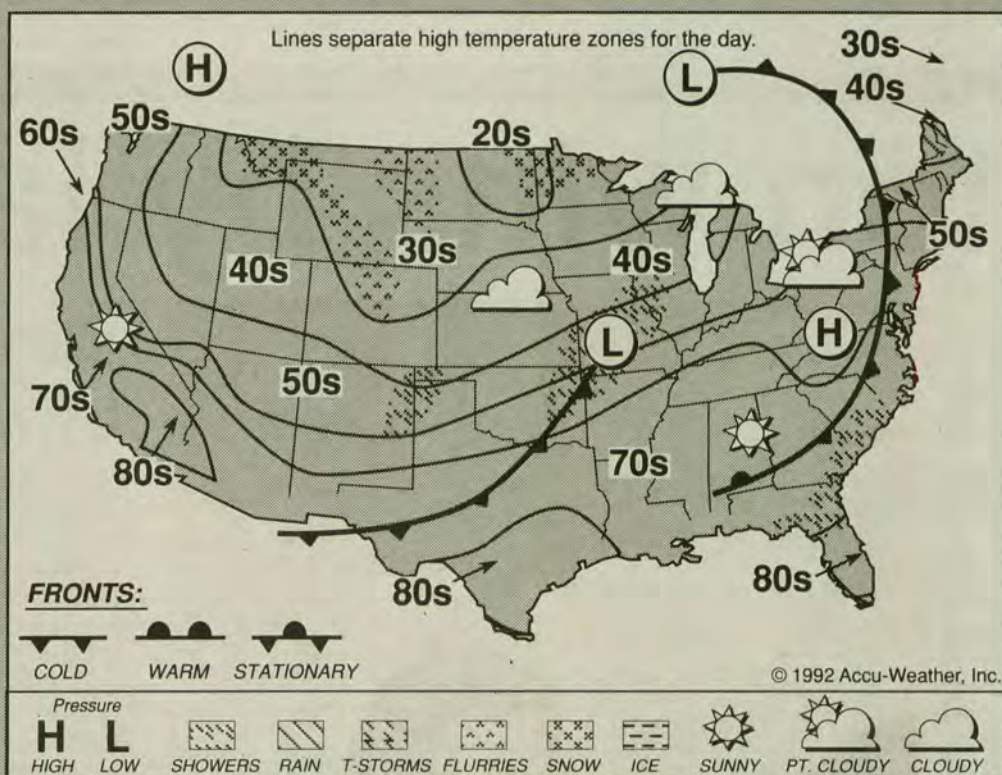 Lines separate high temperature zones for the day.
H
L
30s
40s
60s
50s
20s
50s
40s
30s
40s
L
H
50s
70s
80s
70s
80s
80s
FRONTS:
COLD WARM STATIONARY
© 1992 Accu-Weather, Inc.
Pressure
H L
HIGH LOW SHOWERS RAIN T-STORMS FLURRIES SNOW ICE SUNNY PT. CLOUDY CLOUDY